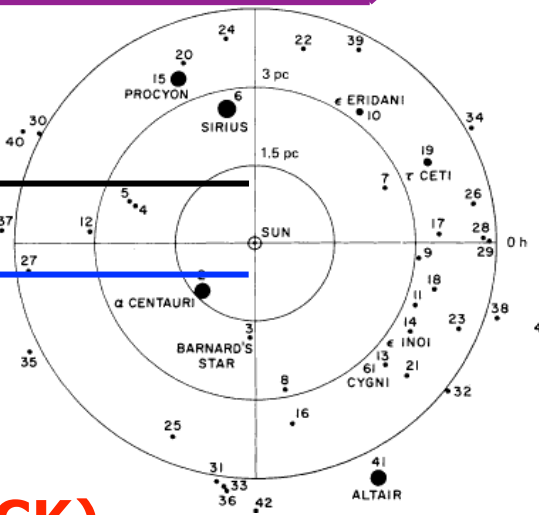 24
22
39
20
15
PROCYON
3 pc
6
SIRIUS
ε ERIDANI
10
30
40
34
1.5 pc
19
τ CETI
7
5
4
26
37
12
SUN
17
28
29
0 h
27
9
2
α CENTAURI
18
11
38
3
BARNARD'S
STAR
14
ε INDI
23
13
61
CYGNI
21
35
8
32
16
25
41
ALTAIR
31
33
36
42
CK)